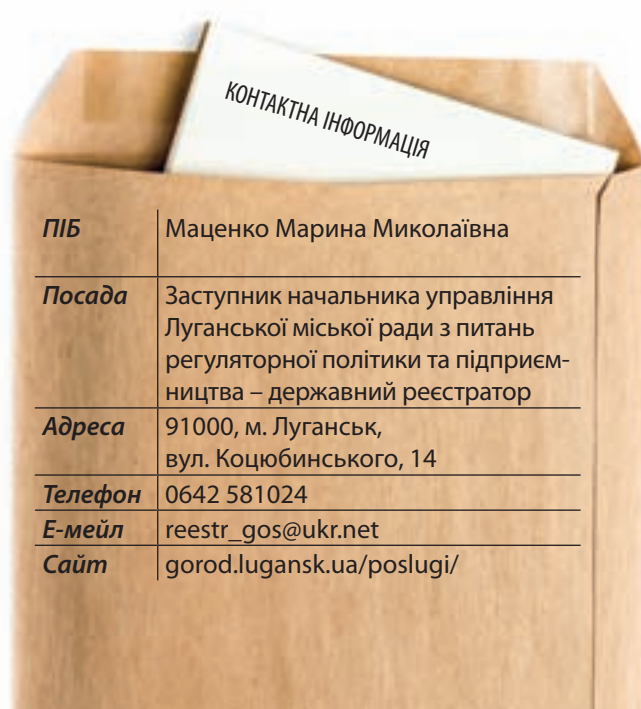 КОНТАКТНА ІНФОРМАЦІЯ
ПІБ Маценко Марина Миколаївна
Посада Заступник начальника управління
Луганської міської ради з питань
регуляторної політики та підприєм-
ництва – державний реєстратор
Адреса 91000, м. Луганськ,
вул. Коцюбинського, 14
Телефон 0642 581024
Е-мейл reestr_gos@ukr.net
Сайт gorod.lugansk.ua/poslugi/